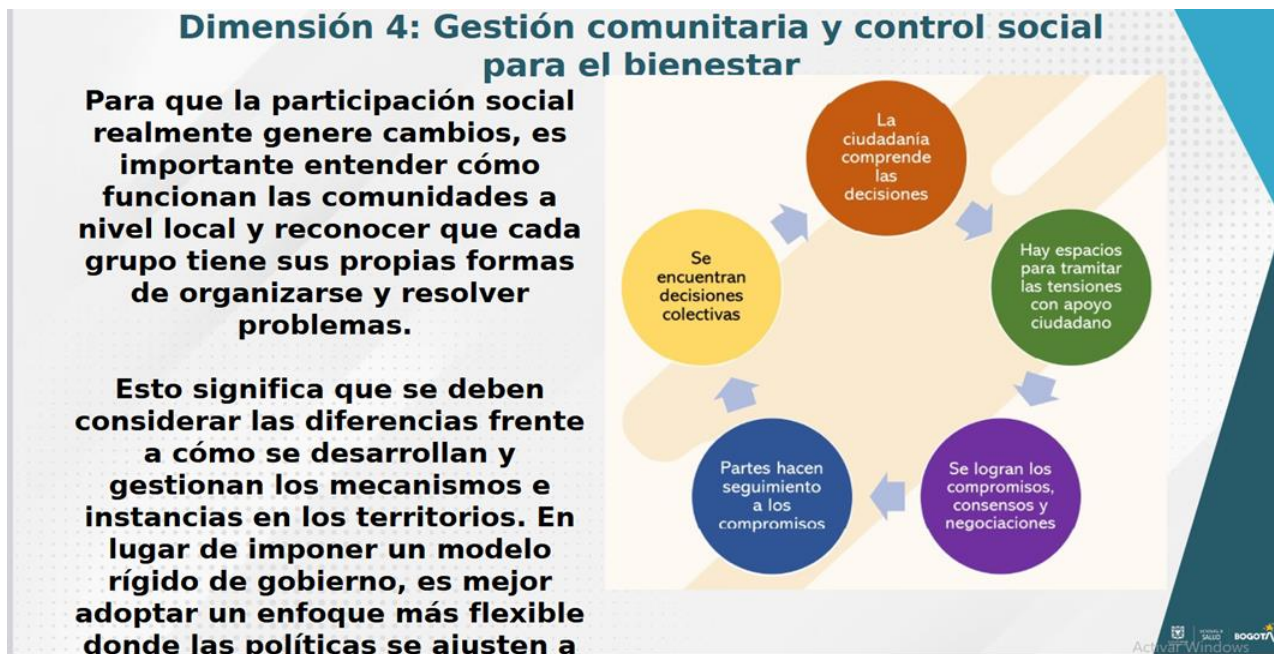 Dimensión 4: Gestión comunitaria y control social
para el bienestar
Para que la participación social
realmente genere cambios, es
importante entender cómo
funcionan las comunidades a
nivel local y reconocer que cada
grupo tiene sus propias formas
de organizarse y resolver
problemas.
Esto significa que se deben
considerar las diferencias frente
a cómo se desarrollan y
gestionan los mecanismos e
instancias en los territorios. En
lugar de imponer un modelo
rígido de gobierno, es mejor
adoptar un enfoque más flexible
donde las políticas se ajusten a
La
ciudadanía
comprende
las
decisiones
Hay espacios
para tramitar
las tensiones
con apoyo
ciudadano
Se logran los
compromisos,
consensos y
negociaciones
Partes hacen
seguimiento
a los
compromisos
Se
encuentran
decisiones
colectivas
SALUD
BOGOTÁ
Activar Windows